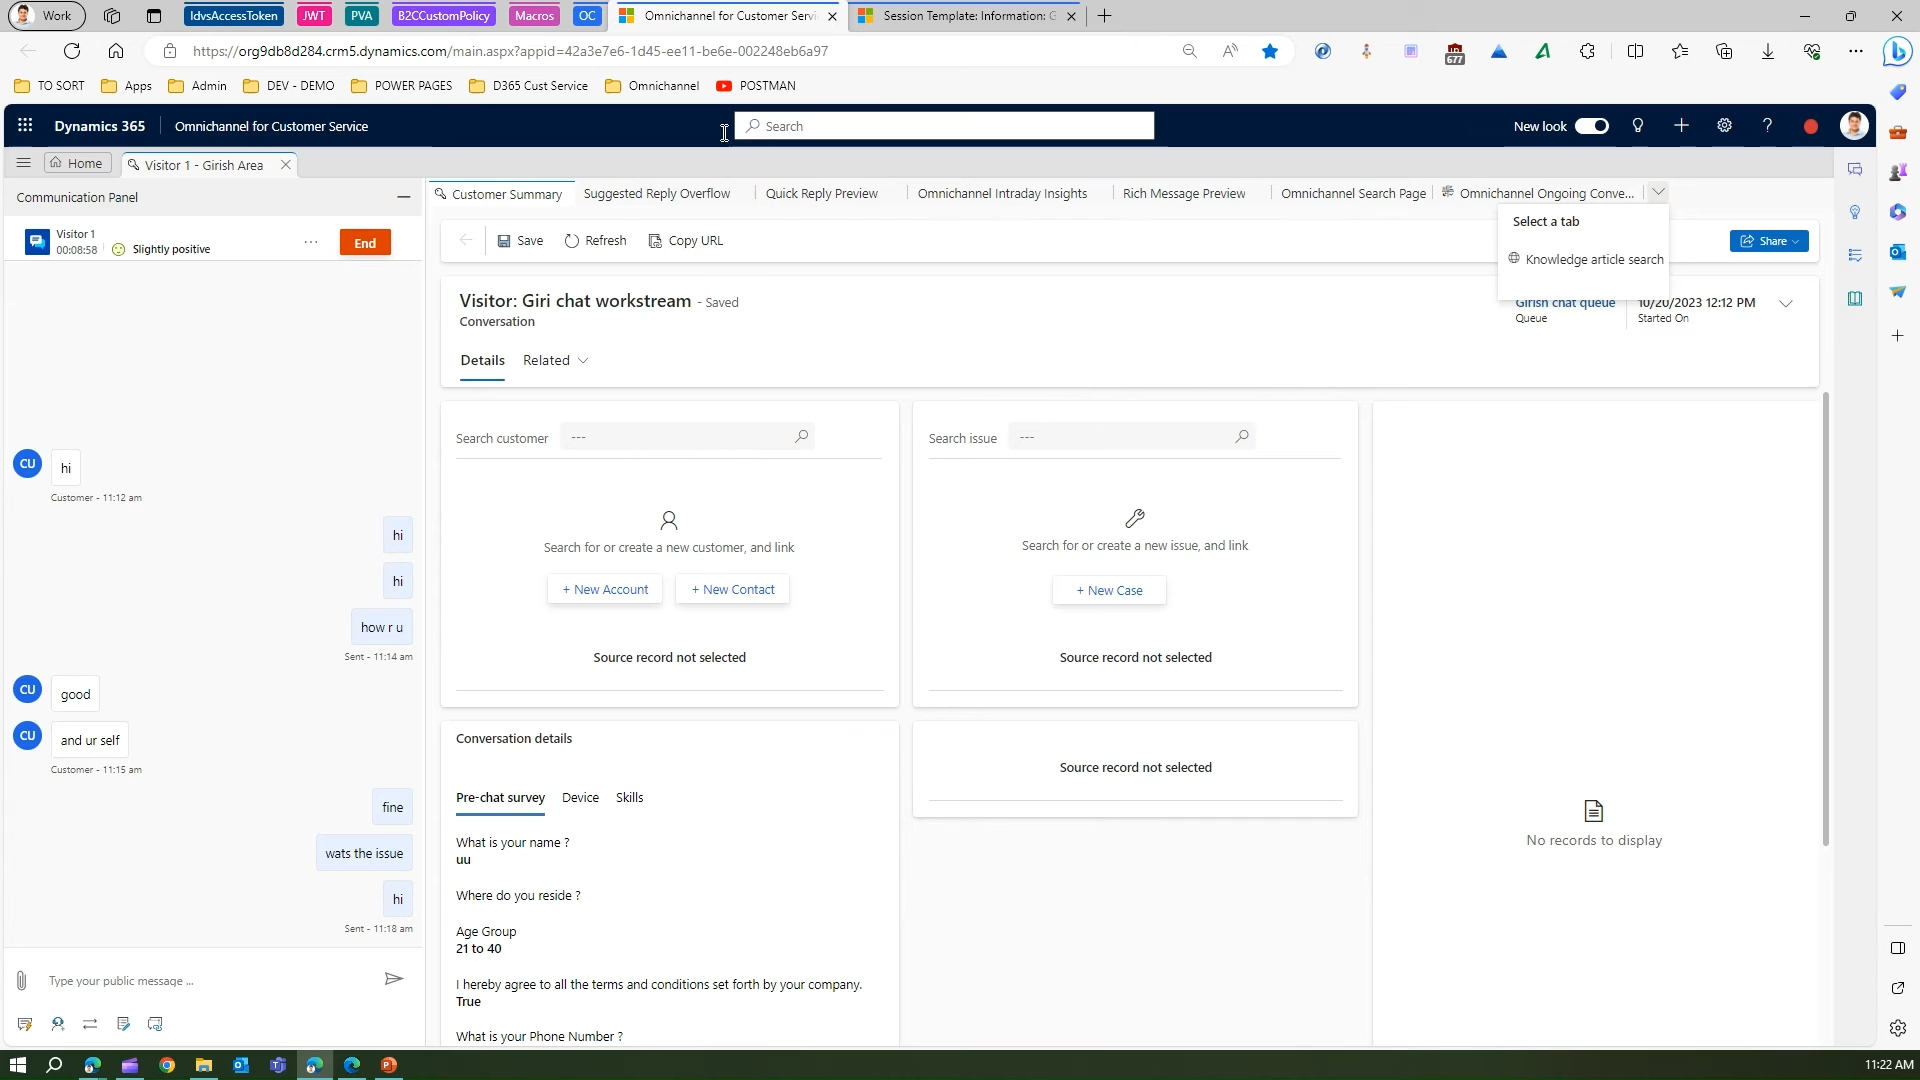 Work
IdvsAccessToken
JWT
PVA
B2CCustomPolicy
Macros
OC
Omnichannel for Customer Servi
Session Template: Information: G
https://org9db8d284.crm5.dynamics.com/main.aspx?appid=42a3e7e6-1d45-ee11-be6e-002248eb6a97
677
TO SORT
Apps
Admin
DEV - DEMO
POWER PAGES
D365 Cust Service
Omnichannel
POSTMAN
Dynamics 365
Omnichannel for Customer Service
Search
New look
Home
Visitor 1 - Girish Area
Communication Panel
Customer Summary
Suggested Reply Overflow
Quick Reply Preview
Omnichannel Intraday Insights
Rich Message Preview
Omnichannel Search Page
Omnichannel Ongoing Conve...
Select a tab
Knowledge article search
Visitor 1
00:08:58
Slightly positive
...
End
Save
Refresh
Copy URL
Share
Visitor: Giri chat workstream - Saved
Conversation
Girish chat queue
Queue
10/20/2023 12:12 PM
Started On
Details
Related
CU
hi
Customer - 11:12 am
hi
hi
how r u
Sent - 11:14 am
CU
good
CU
and ur self
Customer - 11:15 am
fine
wats the issue
hi
Sent - 11:18 am
Type your public message ...
Search customer
---
Search for or create a new customer, and link
+ New Account
+ New Contact
Source record not selected
Search issue
---
Search for or create a new issue, and link
+ New Case
Source record not selected
Conversation details
Pre-chat survey
Device
Skills
What is your name ?
uu
Where do you reside ?
Age Group
21 to 40
I hereby agree to all the terms and conditions set forth by your company.
True
What is your Phone Number ?
Source record not selected
No records to display
11:22 AM